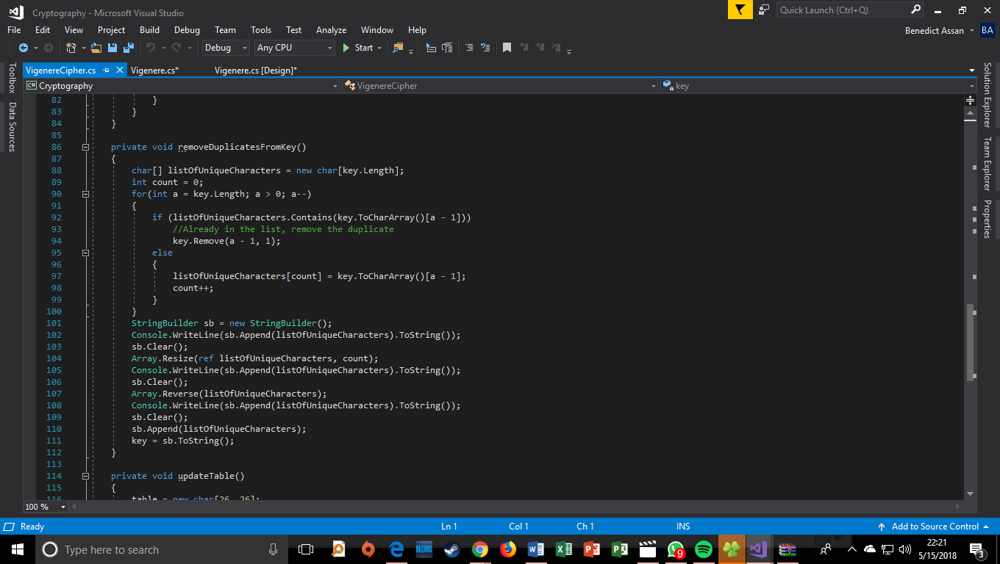 Cryptography - Microsoft Visual Studio
Quick Launch (Ctrl+Q)
File Edit View Project Build Debug Team Tools Test Analyze Window Help
Benedict Assan BA
Debug Any CPU Start
VigenereCipher.cs Vigenere.cs* Vigenere.cs [Design]*
C# Cryptography VigenereCipher key
Toolbox
Data Sources
Solution Explorer
Team Explorer
Properties
82 }
83 }
84 }
85
86 private void removeDuplicatesFromKey()
87 {
88 char[] listOfUniqueCharacters = new char[key.Length];
89 int count = 0;
90 for(int a = key.Length; a > 0; a--)
91 {
92 if (listOfUniqueCharacters.Contains(key.ToCharArray()[a - 1]))
93 //Already in the list, remove the duplicate
94 key.Remove(a - 1, 1);
95 else
96 {
97 listOfUniqueCharacters[count] = key.ToCharArray()[a - 1];
98 count++;
99 }
100 }
101 StringBuilder sb = new StringBuilder();
102 Console.WriteLine(sb.Append(listOfUniqueCharacters).ToString());
103 sb.Clear();
104 Array.Resize(ref listOfUniqueCharacters, count);
105 Console.WriteLine(sb.Append(listOfUniqueCharacters).ToString());
106 sb.Clear();
107 Array.Reverse(listOfUniqueCharacters);
108 Console.WriteLine(sb.Append(listOfUniqueCharacters).ToString());
109 sb.Clear();
110 sb.Append(listOfUniqueCharacters);
111 key = sb.ToString();
112 }
113
114 private void updateTable()
115 {
116 table = new char[26, 26];
100 %
Ready Ln 1 Col 1 Ch 1 INS Add to Source Control
Type here to search
9
22:21
5/15/2018
3